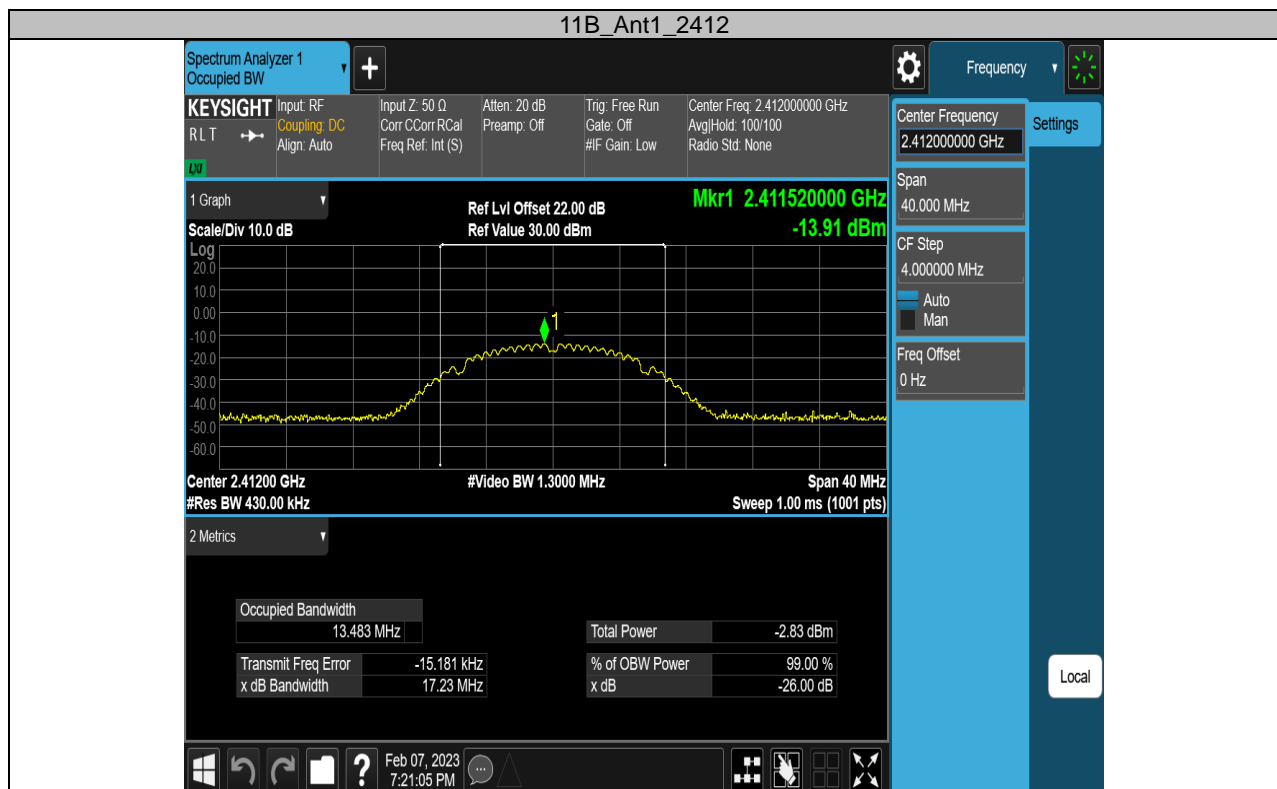 11B_Ant1_2412
Spectrum Analyzer 1
Occupied BW
+
Frequency
KEYSIGHT
RLT
LXI
Input: RF
Coupling: DC
Align: Auto
Input Z: 50 Ω
Corr CCorr RCal
Freq Ref: Int (S)
Atten: 20 dB
Preamp: Off
Trig: Free Run
Gate: Off
#IF Gain: Low
Center Freq: 2.412000000 GHz
Avg|Hold: 100/100
Radio Std: None
Center Frequency
2.412000000 GHz
Settings
Span
40.000 MHz
CF Step
4.000000 MHz
Auto
Man
Freq Offset
0 Hz
Local
1 Graph
Scale/Div 10.0 dB
Ref Lvl Offset 22.00 dB
Ref Value 30.00 dBm
Mkr1 2.411520000 GHz
-13.91 dBm
Log
20.0
10.0
0.00
-10.0
-20.0
-30.0
-40.0
-50.0
-60.0
1
Center 2.41200 GHz
#Res BW 430.00 kHz
#Video BW 1.3000 MHz
Span 40 MHz
Sweep 1.00 ms (1001 pts)
2 Metrics
Occupied Bandwidth
13.483 MHz
Total Power -2.83 dBm
Transmit Freq Error -15.181 kHz
% of OBW Power 99.00 %
x dB Bandwidth 17.23 MHz
x dB -26.00 dB
?
Feb 07, 2023
7:21:05 PM